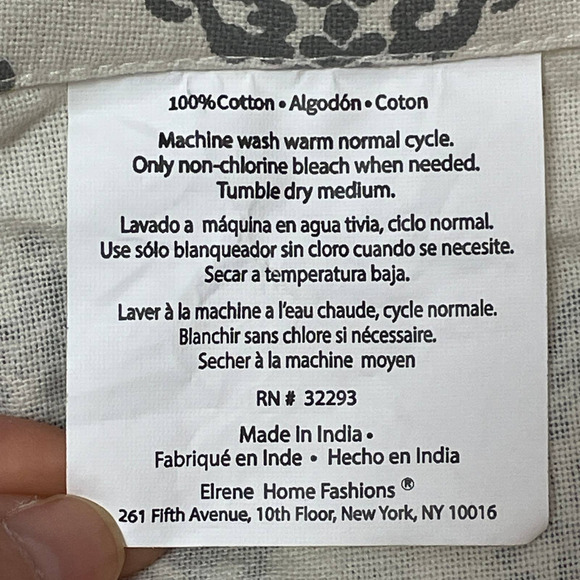 100%Cotton • Algodón • Coton
Machine wash warm normal cycle.
Only non-chlorine bleach when needed.
Tumble dry medium.
Lavado a máquina en agua tivia, ciclo normal.
Use sólo blanqueador sin cloro cuando se necesite.
Secar a temperatura baja.
Laver à la machine a l'eau chaude, cycle normale.
Blanchir sans chlore si nécessaire.
Secher à la machine moyen
RN # 32293
Made In India •
Fabriqué en Inde • Hecho en India
Elrene Home Fashions ®
261 Fifth Avenue, 10th Floor, New York, NY 10016